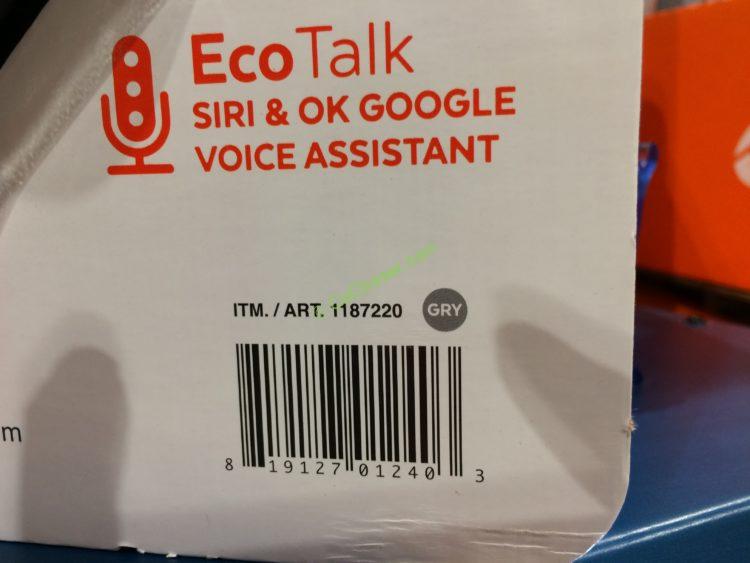 EcoTalk
SIRI & OK GOOGLE
VOICE ASSISTANT
ITM. / ART. 1187220 GRY
m
8 19127 01240 3